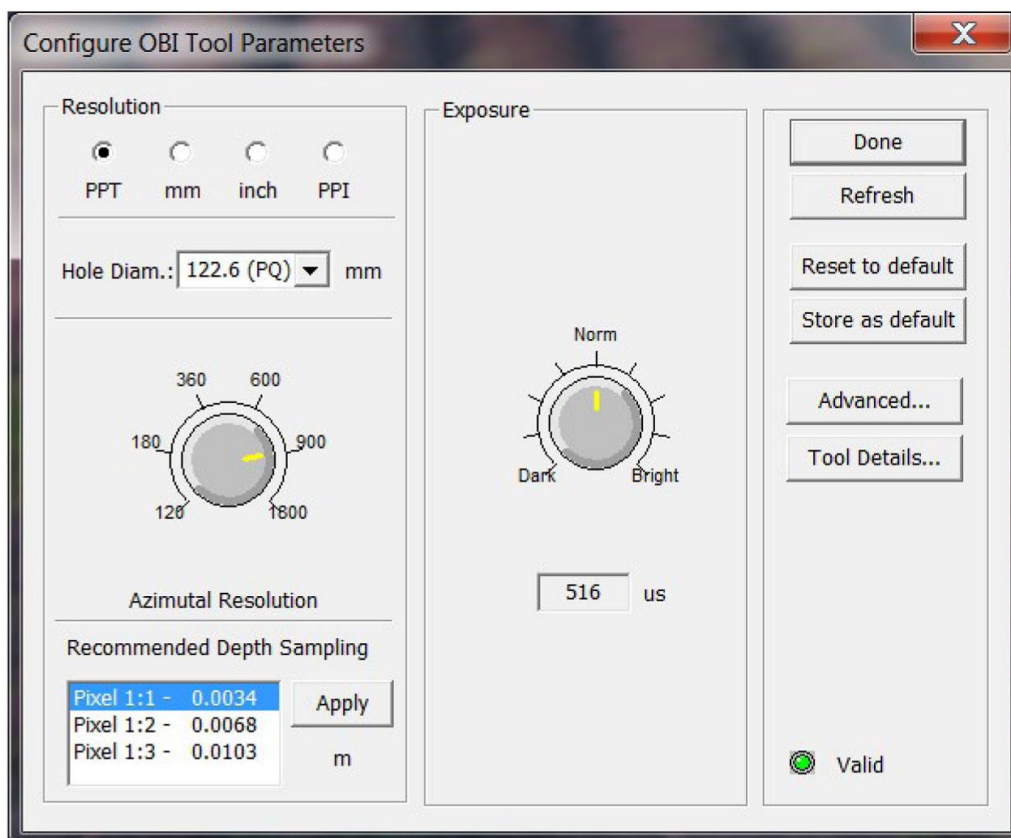 Configure OBI Tool Parameters
X
Resolution
PPT mm inch PPI
Hole Diam.: 122.6 (PQ) mm
360 600
180 900
120 1800
Azimutal Resolution
Recommended Depth Sampling
Pixel 1:1 - 0.0034
Pixel 1:2 - 0.0068
Pixel 1:3 - 0.0103
Apply
m
Exposure
Norm
Dark Bright
516 us
Done
Refresh
Reset to default
Store as default
Advanced...
Tool Details...
Valid